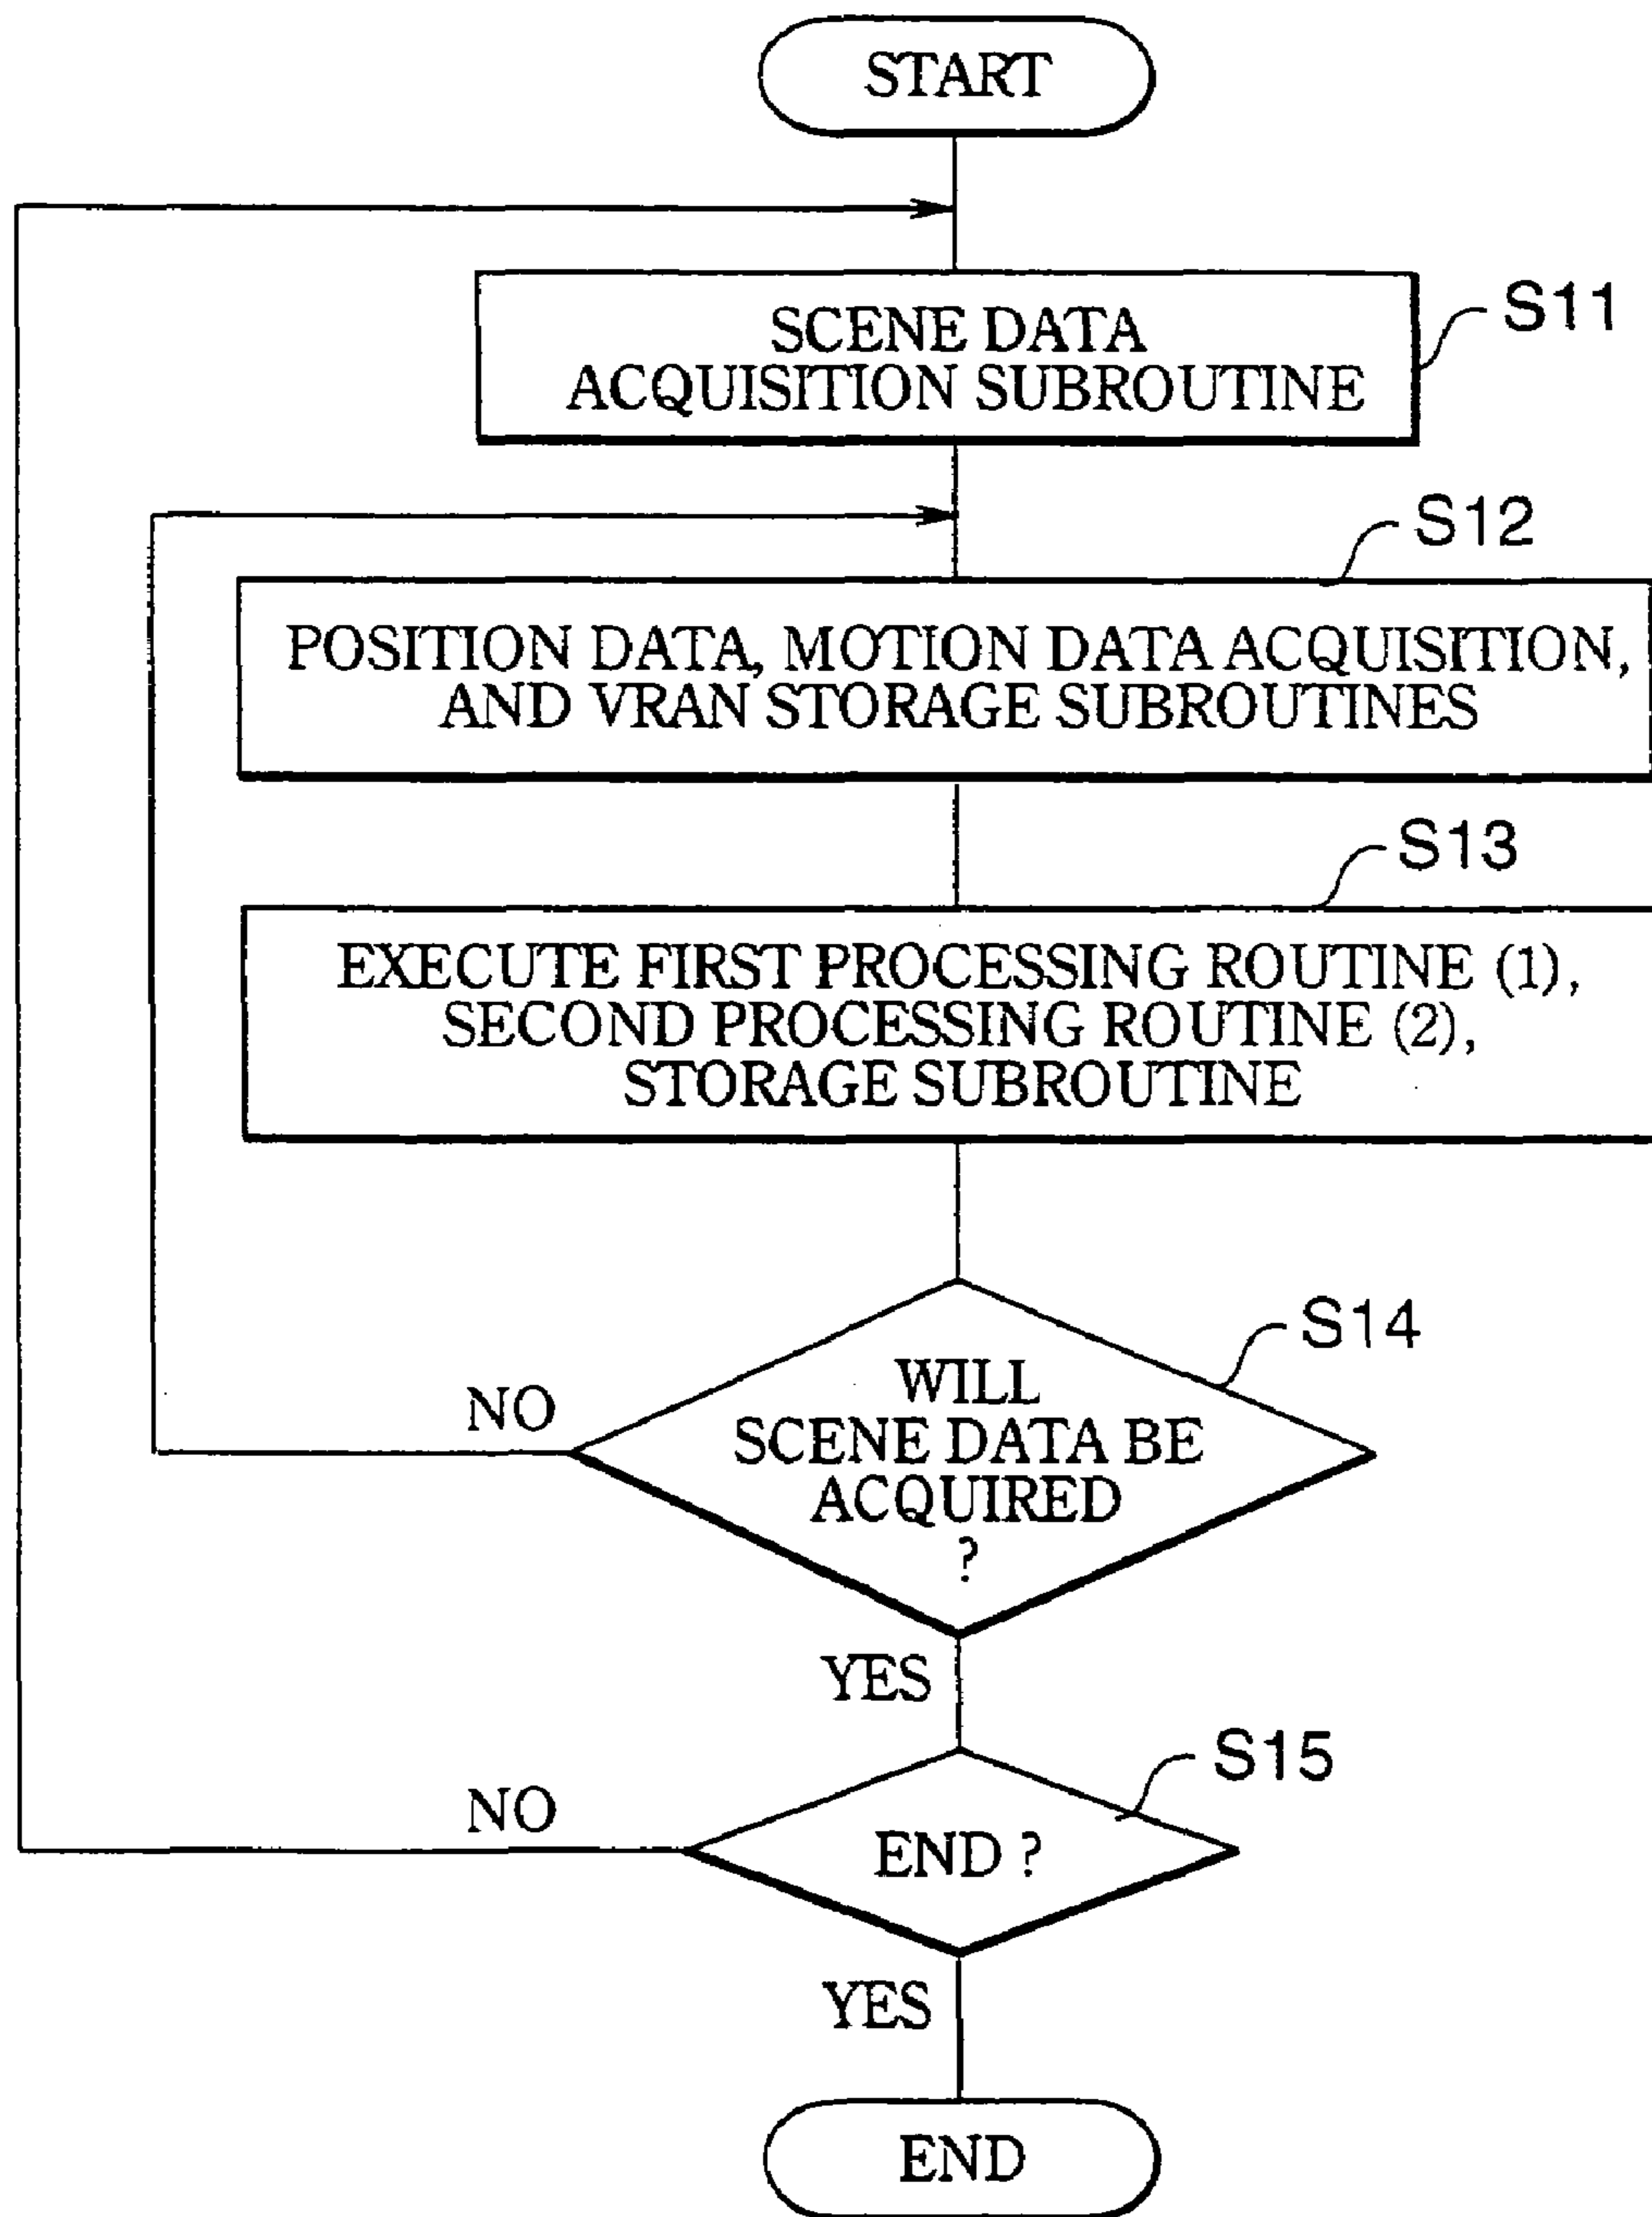 START
SCENE DATA
ACQUISITION SUBROUTINE
S11
S12
POSITION DATA, MOTION DATA ACQUISITION,
AND VRAN STORAGE SUBROUTINES
S13
EXECUTE FIRST PROCESSING ROUTINE (1),
SECOND PROCESSING ROUTINE (2),
STORAGE SUBROUTINE
S14
WILL
SCENE DATA BE
ACQUIRED
?
NO
YES
S15
END ?
NO
YES
END